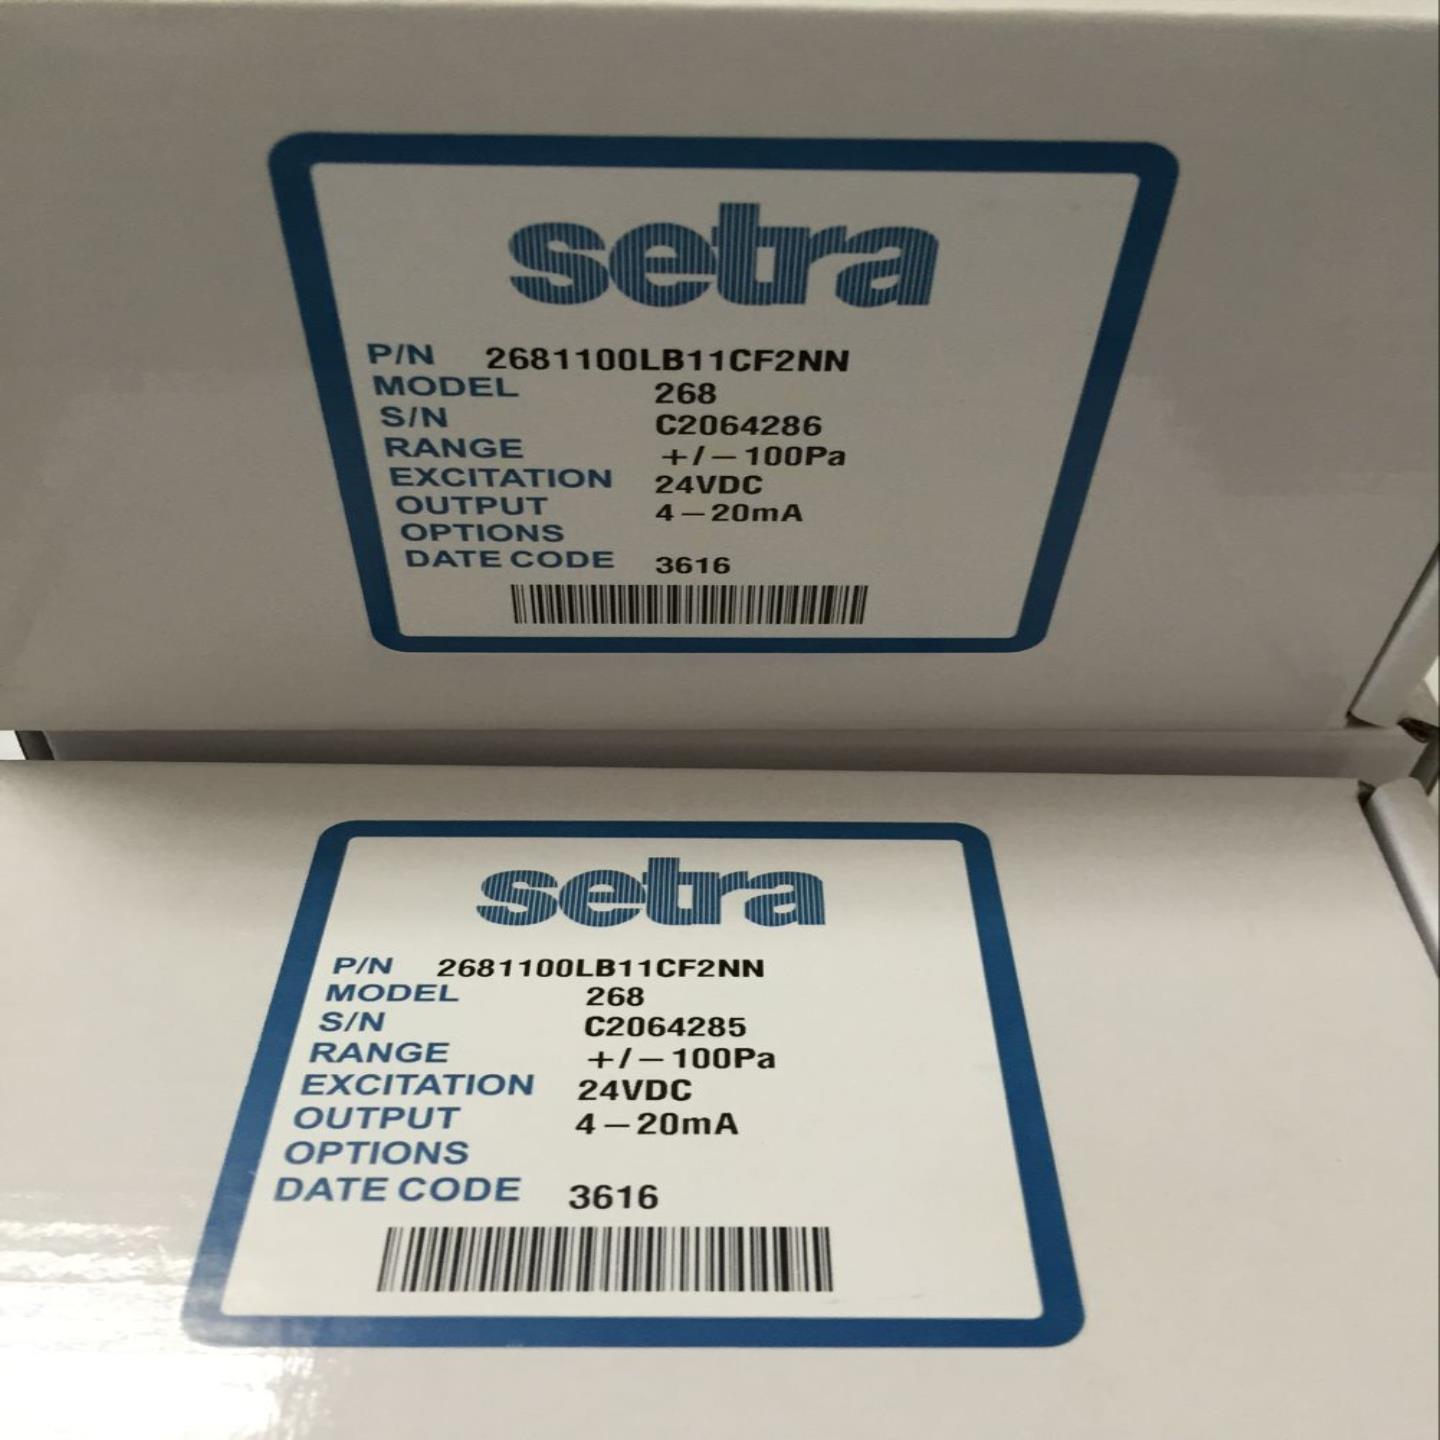 setra
P/N 2681100LB11CF2NN
MODEL 268
S/N C2064286
RANGE +/−100Pa
EXCITATION 24VDC
OUTPUT 4−20mA
OPTIONS
DATE CODE 3616
setra
P/N 2681100LB11CF2NN
MODEL 268
S/N C2064285
RANGE +/−100Pa
EXCITATION 24VDC
OUTPUT 4−20mA
OPTIONS
DATE CODE 3616